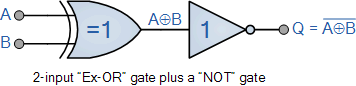 A
B
=1
A⊕B
1
Q = A̅⊕̅B̅
2-input "Ex-OR" gate plus a "NOT" gate